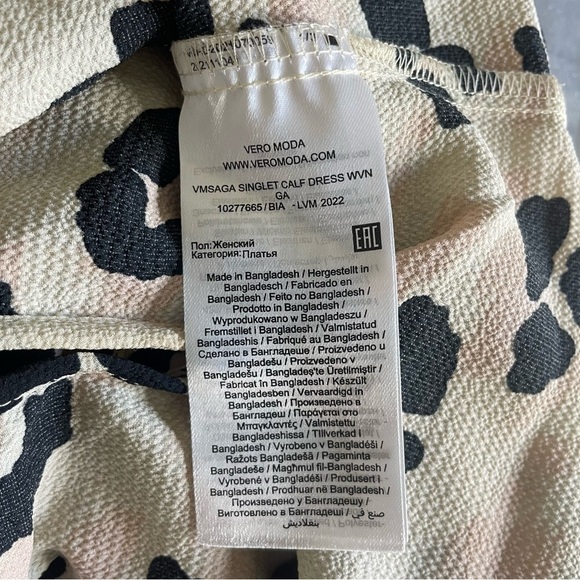 VERO MODA
WWW.VEROMODA.COM
VMSAGA SINGLET CALF DRESS WVN
GA
10277665 / BIA - LVM 2022
Пол:Женский
Категория:Платья
EAC
Made in Bangladesh / Hergestellt in
Bangladesch / Fabricado en
Bangladesh / Feito no Bangladesh /
Prodotto in Bangladesh /
Wyprodukowano w Bangladeszu /
Fremstillet i Bangladesh / Valmistatud
Bangladeshis / Fabriqué au Bangladesh /
Сделано в Бангладеше / Proizvedeno u
Bangladešu / Proizvedeno v
Bangladešu / Bangladeş'te Üretilmiştir /
Fabricat în Bangladesh / Készült
Bangladesben / Vervaardigd in
Bangladesh / Произведено в
Бангладеш / Παράγεται στο
Μπαγκλαντές / Valmistettu
Bangladeshissa / Tillverkad i
Bangladesh / Vyrobeno v Bangladéši /
Ražots Bangladešā / Pagaminta
Bangladeše / Magħmul fil-Bangladesh /
Vyrobené v Bangladéši / Produsert i
Bangladesh / Prodhuar në Bangladesh /
Произведено у Бангладешу /
Виготовлено в Бангладеш / صنع في
بنغلاديش